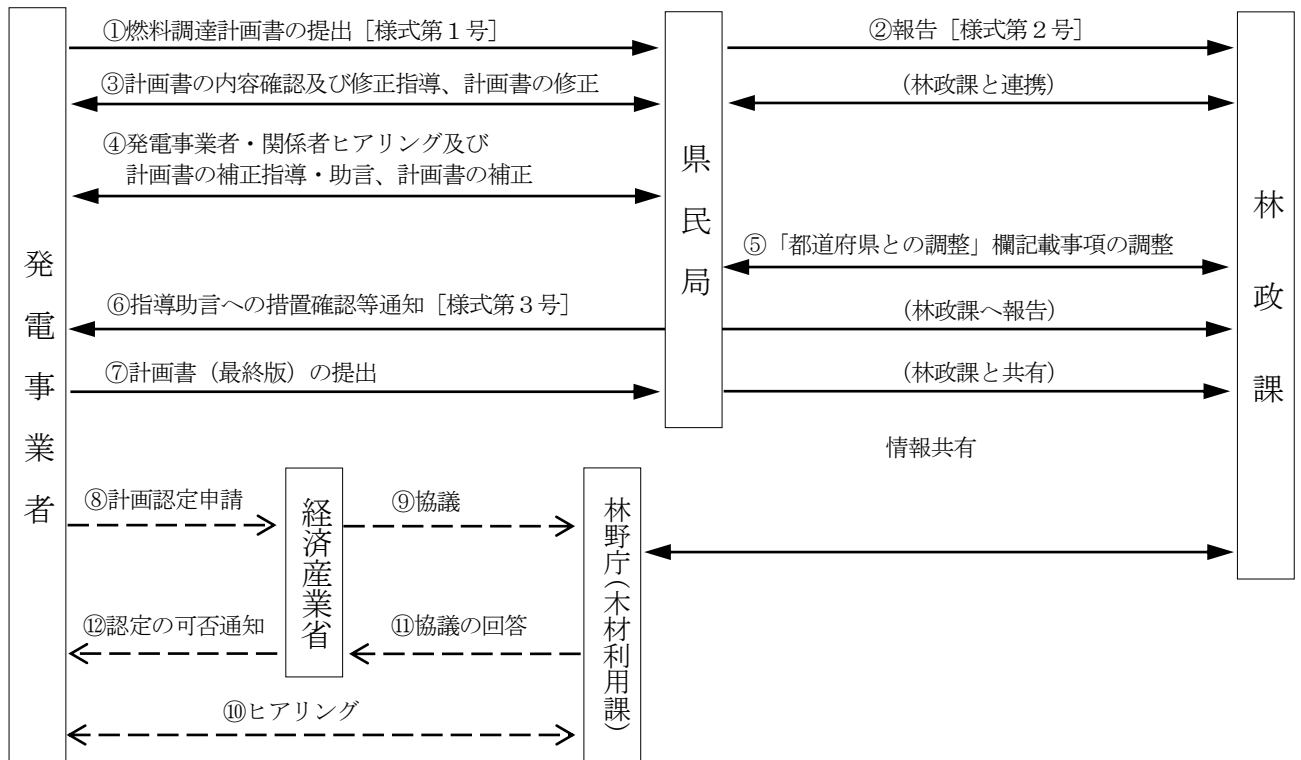 ①燃料調達計画書の提出［様式第１号］
②報告［様式第２号］
③計画書の内容確認及び修正指導、計画書の修正
(林政課と連携)
④発電事業者・関係者ヒアリング及び
計画書の補正指導・助言、計画書の補正
県民局
林政課
発電事業者
⑤「都道府県との調整」欄記載事項の調整
⑥指導助言への措置確認等通知［様式第３号］
(林政課へ報告)
⑦計画書（最終版）の提出
(林政課と共有)
情報共有
⑧計画認定申請
経済産業省
⑨協議
林野庁(木材利用課)
⑫認定の可否通知
⑪協議の回答
⑩ヒアリング